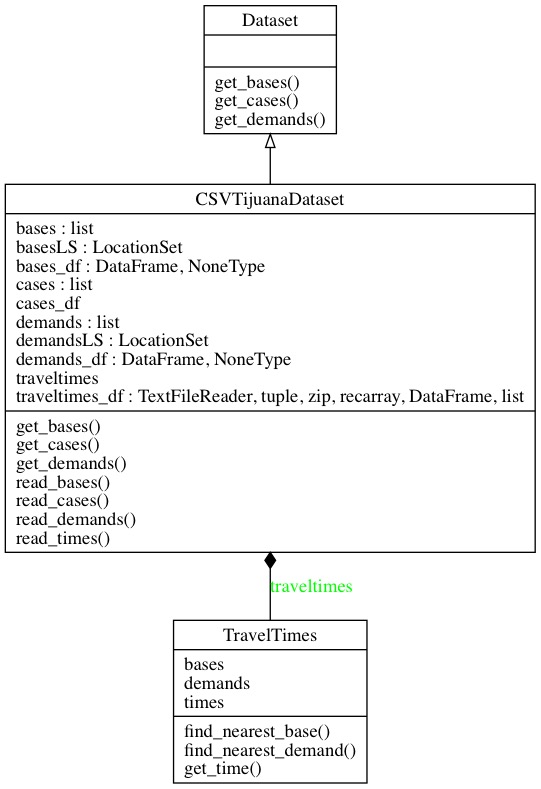 Dataset
get_bases()
get_cases()
get_demands()
CSVTijuanaDataset
bases : list
basesLS : LocationSet
bases_df : DataFrame, NoneType
cases : list
cases_df
demands : list
demandsLS : LocationSet
demands_df : DataFrame, NoneType
traveltimes
traveltimes_df : TextFileReader, tuple, zip, recarray, DataFrame, list
get_bases()
get_cases()
get_demands()
read_bases()
read_cases()
read_demands()
read_times()
traveltimes
TravelTimes
bases
demands
times
find_nearest_base()
find_nearest_demand()
get_time()